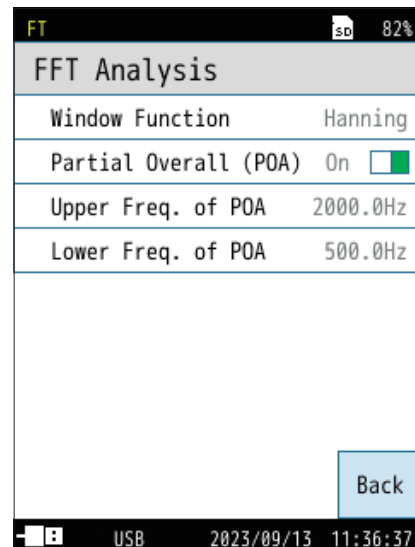 FT SD 82%
FFT Analysis
Window Function Hanning
Partial Overall (POA) On
Upper Freq. of POA 2000.0Hz
Lower Freq. of POA 500.0Hz
Back
USB 2023/09/13 11:36:37